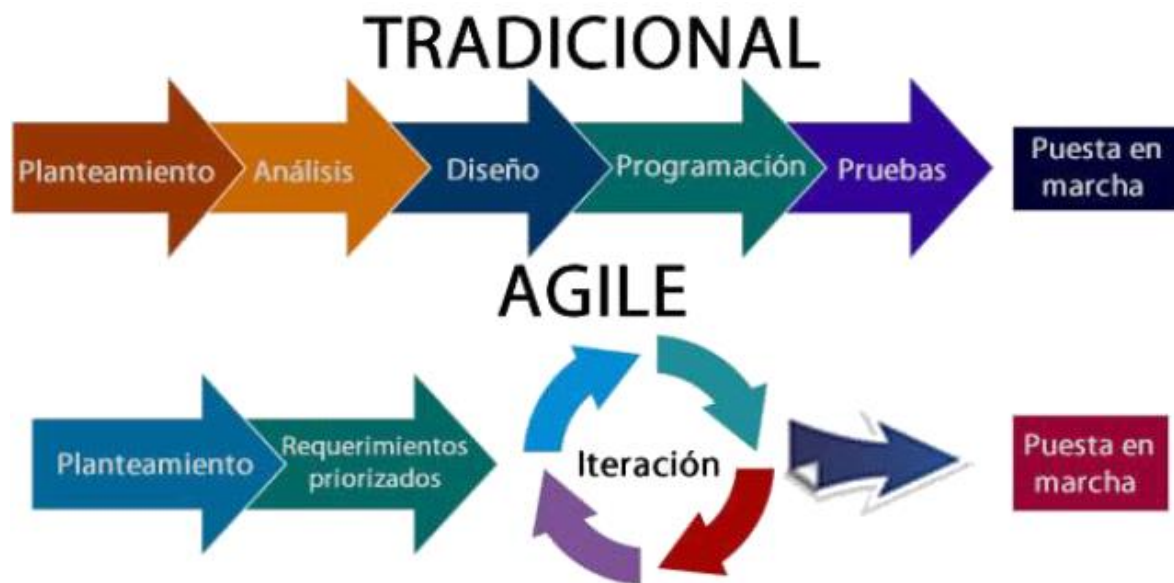 TRADICIONAL
Planteamiento
Análisis
Diseño
Programación
Pruebas
Puesta en
marcha
AGILE
Planteamiento
Requerimientos
priorizados
Iteración
Puesta en
marcha